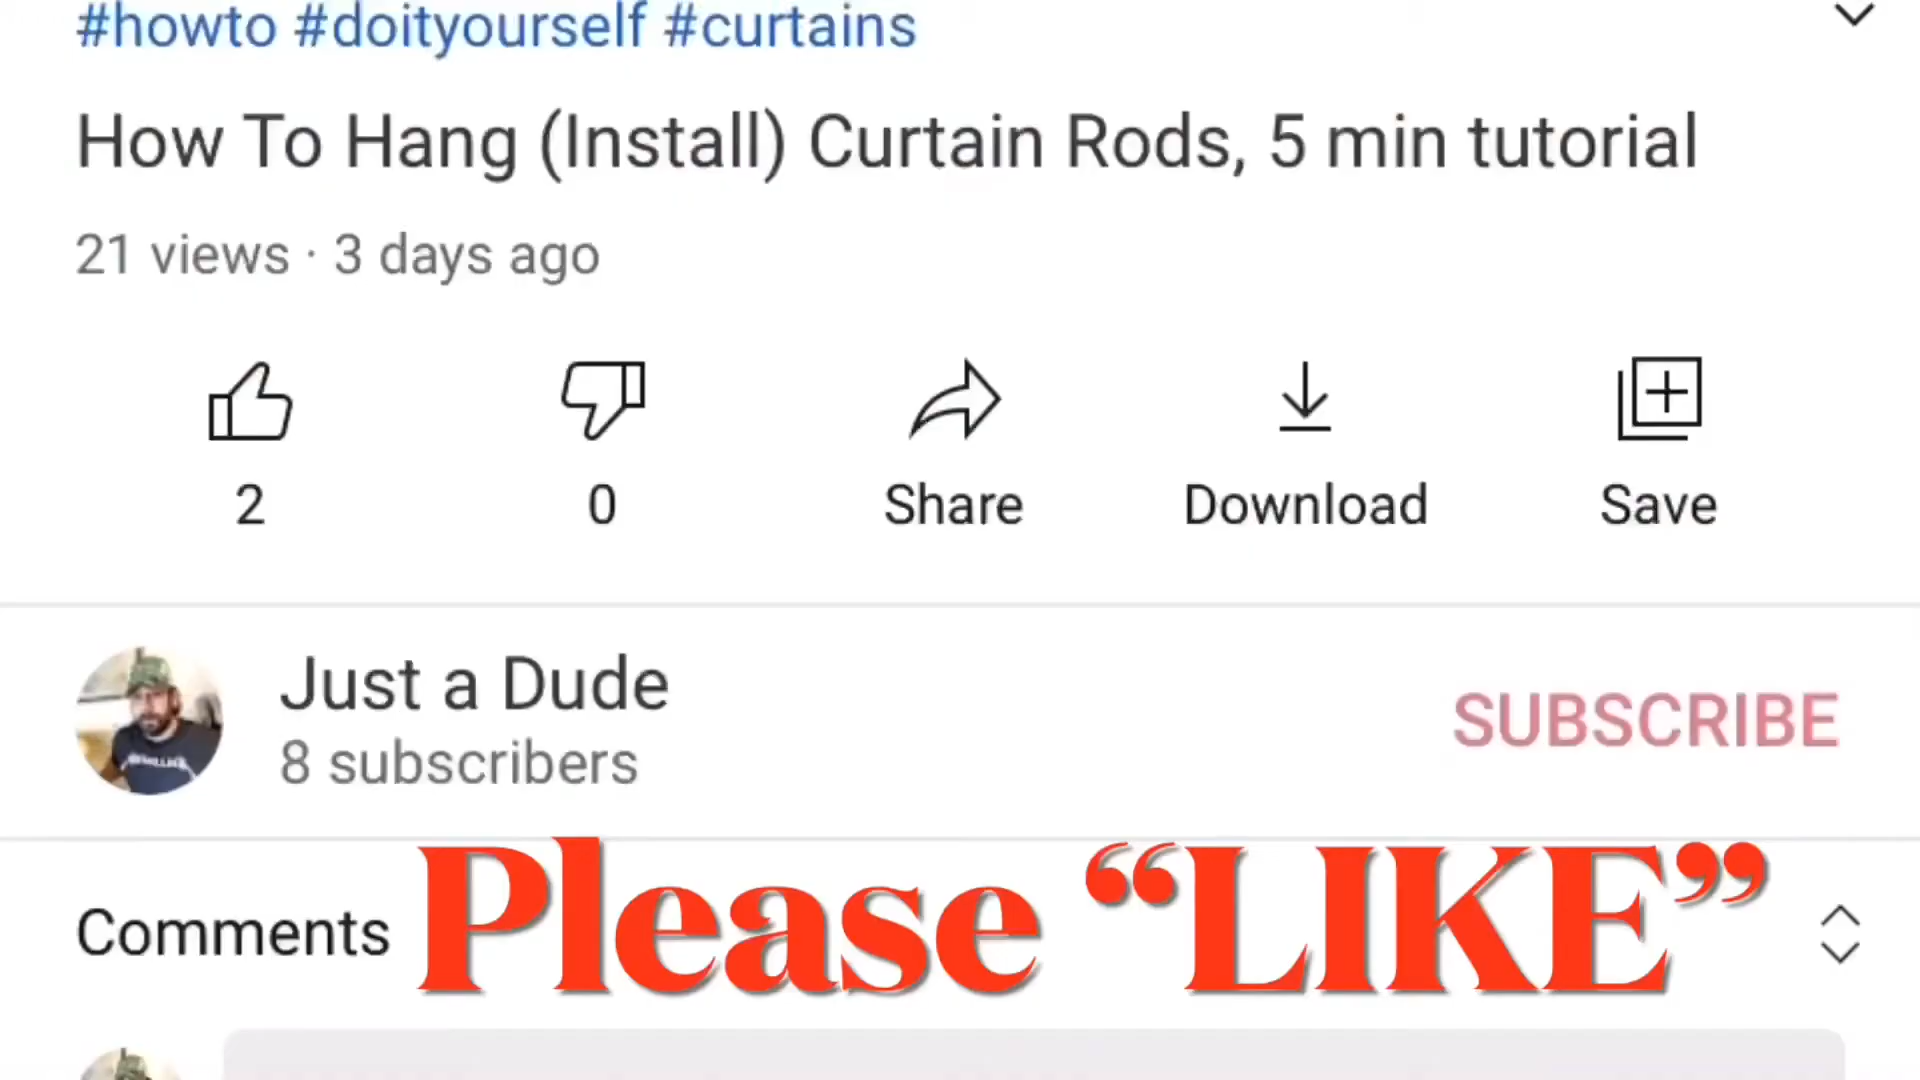 #howto #doityourself #curtains
How To Hang (Install) Curtain Rods, 5 min tutorial
21 views · 3 days ago
2
0
Share
Download
Save
Just a Dude
8 subscribers
SUBSCRIBE
Comments
Please “LIKE”